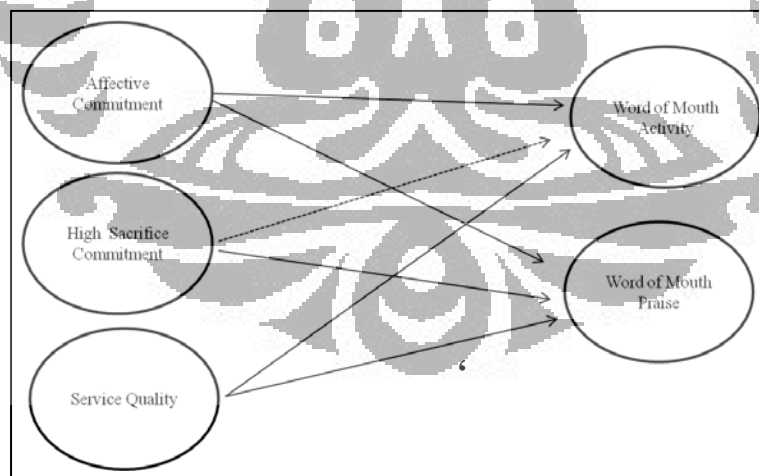 Affective
Commitment
Word of Mouth
Activity
High Sacrifice
Commitment
Word of Mouth
Praise
Service Quality